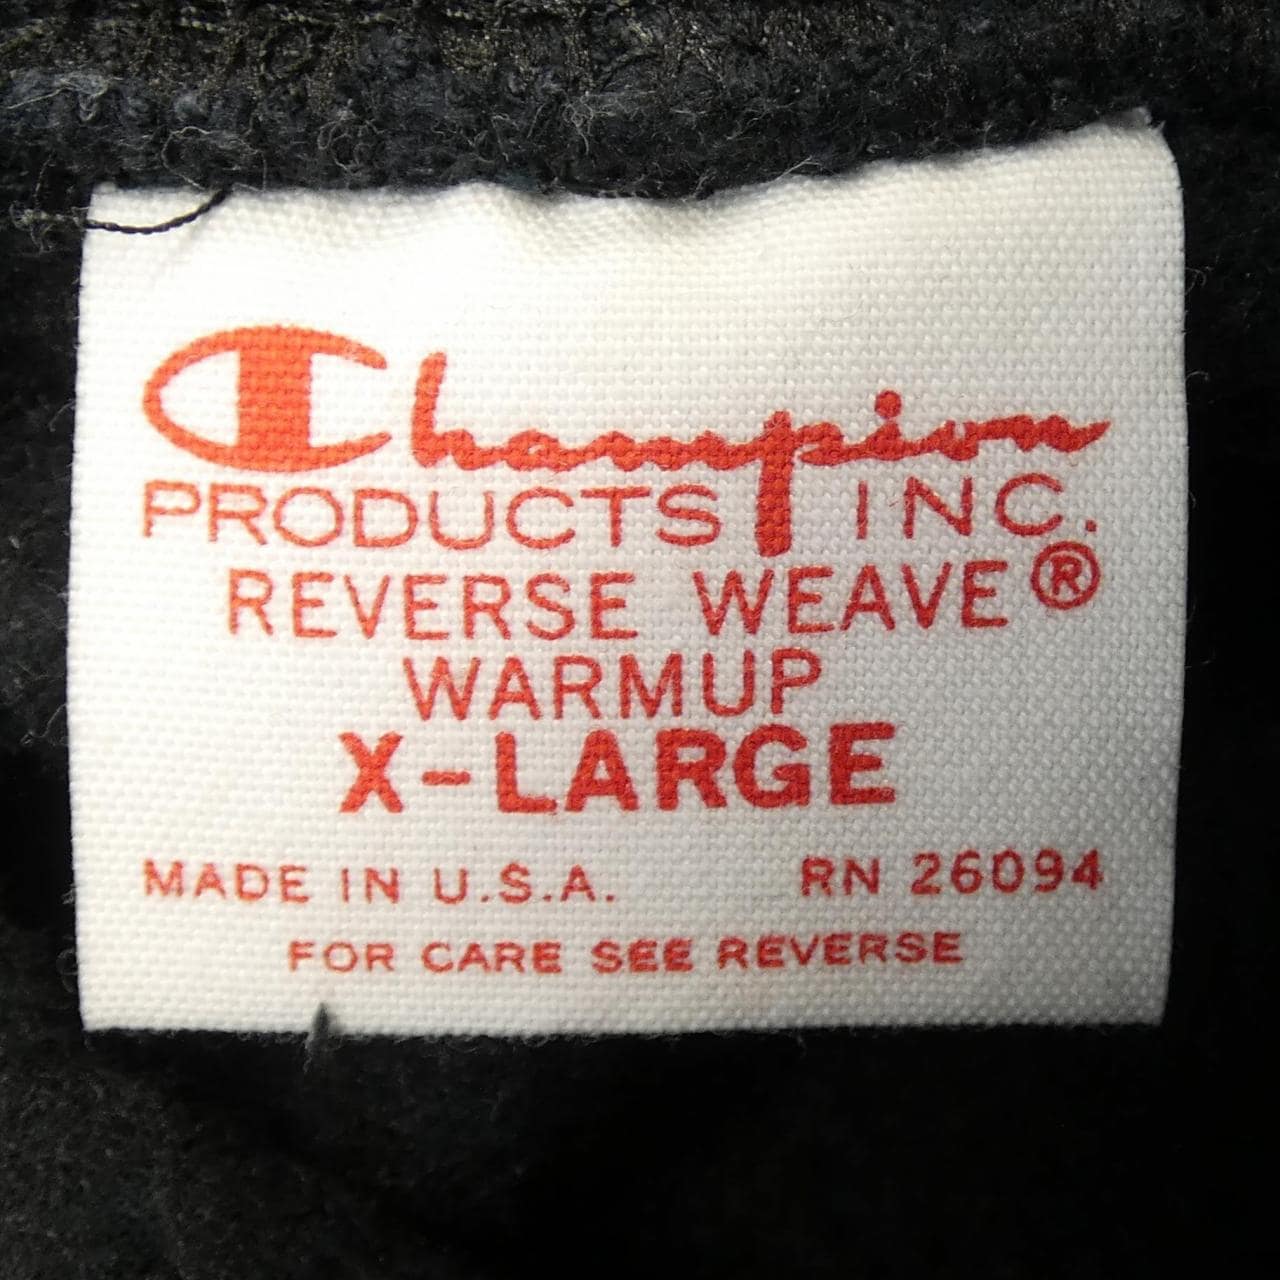 Champion
PRODUCTS INC.
REVERSE WEAVE®
WARMUP
X-LARGE
MADE IN U.S.A. RN 26094
FOR CARE SEE REVERSE